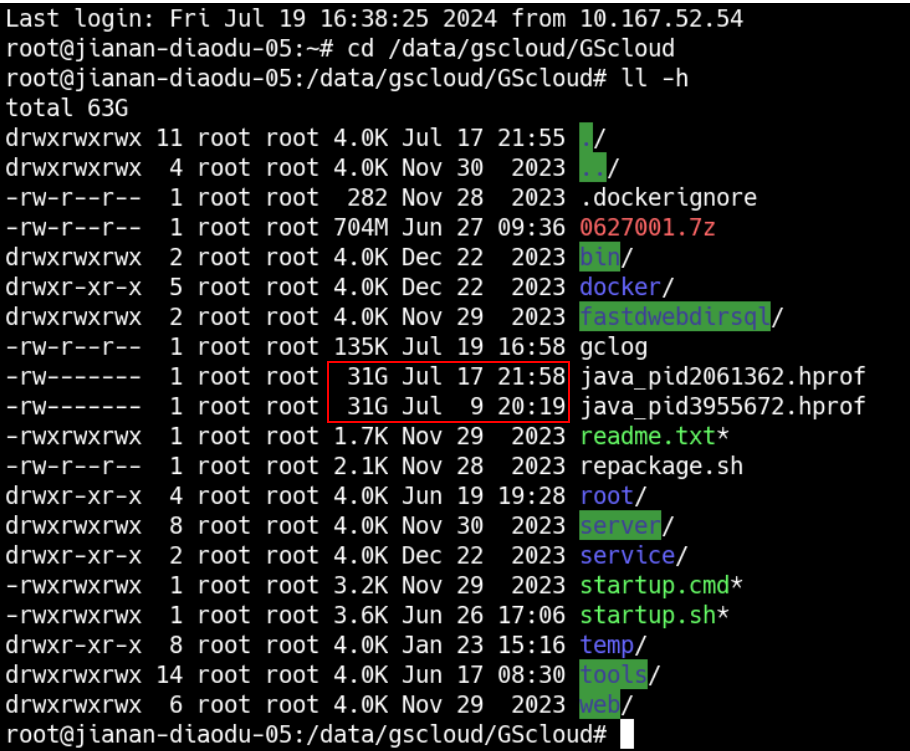 Last login: Fri Jul 19 16:38:25 2024 from 10.167.52.54
root@jianan-diaodu-05:~# cd /data/gscloud/GScloud
root@jianan-diaodu-05:/data/gscloud/GScloud# ll -h
total 63G
drwxrwxrwx 11 root root 4.0K Jul 17 21:55 ./
drwxrwxrwx  4 root root 4.0K Nov 30  2023 ../
-rw-r--r--  1 root root  282 Nov 28  2023 .dockerignore
-rw-r--r--  1 root root 704M Jun 27 09:36 0627001.7z
drwxrwxrwx  2 root root 4.0K Dec 22  2023 bin/
drwxr-xr-x  5 root root 4.0K Dec 22  2023 docker/
drwxrwxrwx  2 root root 4.0K Nov 29  2023 fastdwebdirsql/
-rw-r--r--  1 root root 135K Jul 19 16:58 gclog
-rw-------  1 root root  31G Jul 17 21:58 java_pid2061362.hprof
-rw-------  1 root root  31G Jul  9 20:19 java_pid3955672.hprof
-rwxrwxrwx  1 root root 1.7K Nov 29  2023 readme.txt*
-rw-r--r--  1 root root 2.1K Nov 28  2023 repackage.sh
drwxr-xr-x  4 root root 4.0K Jun 19 19:28 root/
drwxrwxrwx  8 root root 4.0K Nov 30  2023 server/
drwxr-xr-x  2 root root 4.0K Dec 22  2023 service/
-rwxrwxrwx  1 root root 3.2K Nov 29  2023 startup.cmd*
-rwxrwxrwx  1 root root 3.6K Jun 26 17:06 startup.sh*
drwxr-xr-x  8 root root 4.0K Jan 23 15:16 temp/
drwxrwxrwx 14 root root 4.0K Jun 17 08:30 tools/
drwxrwxrwx  6 root root 4.0K Nov 29  2023 web/
root@jianan-diaodu-05:/data/gscloud/GScloud#